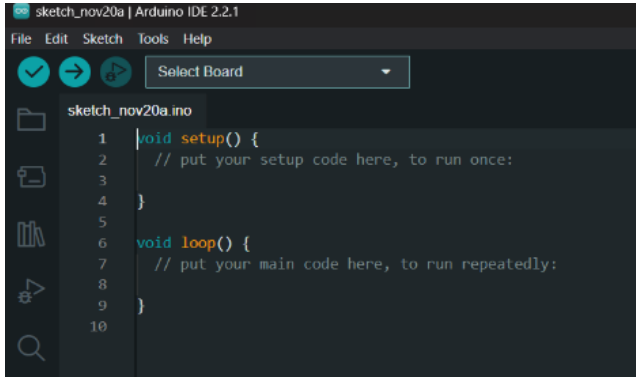 sketch_nov20a | Arduino IDE 2.2.1
File Edit Sketch Tools Help
Select Board
sketch_nov20a.ino
1 void setup() {
2   // put your setup code here, to run once:
3
4 }
5
6 void loop() {
7   // put your main code here, to run repeatedly:
8
9 }
10